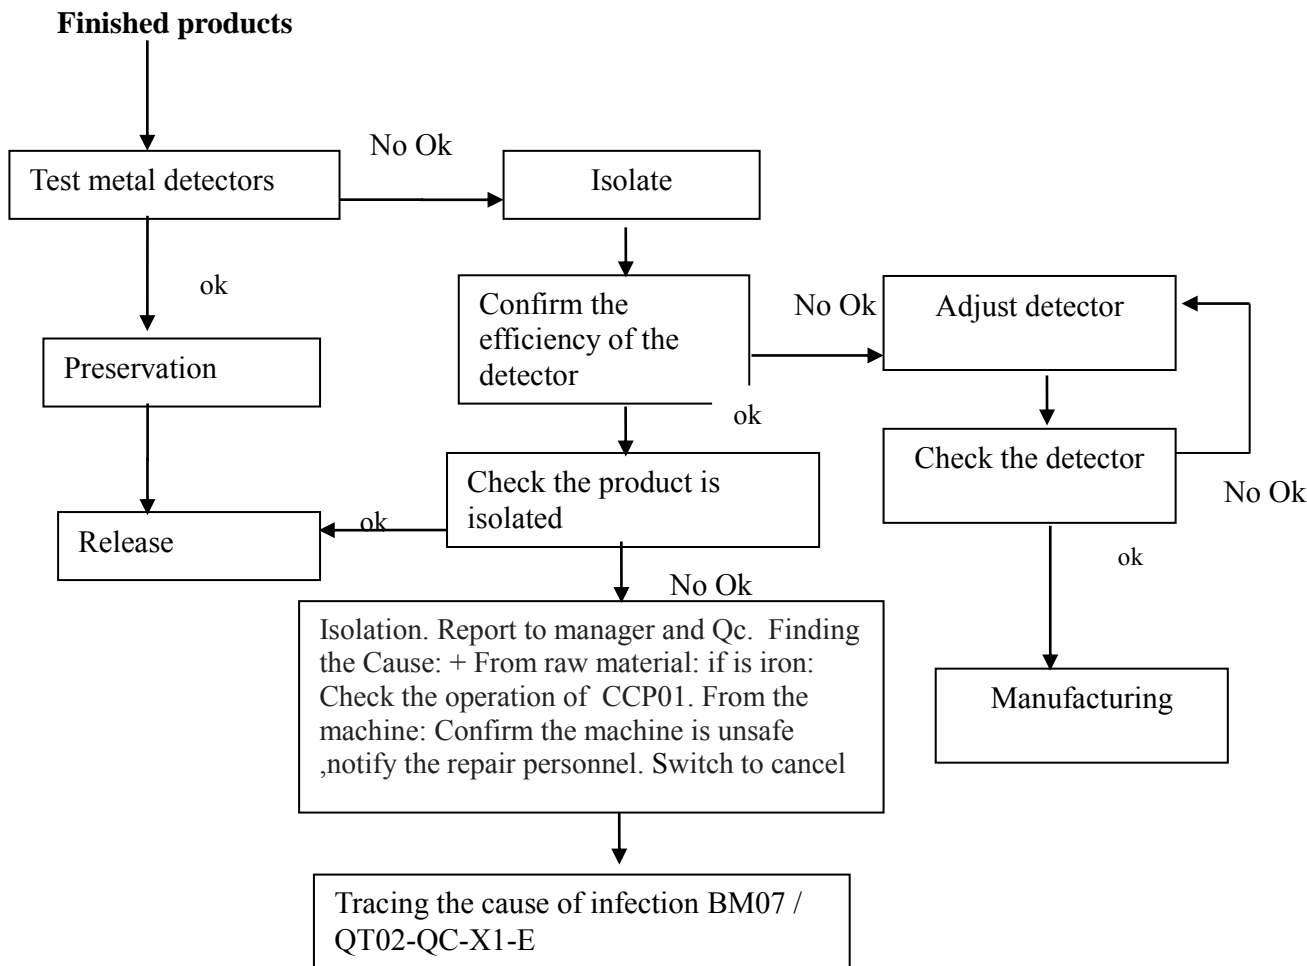 Finished products
No Ok
Test metal detectors
Isolate
ok
Confirm the
efficiency of the
detector
No Ok
Adjust detector
Preservation
ok
Check the detector
No Ok
Check the product is
isolated
ok
Release
ok
No Ok
Isolation. Report to manager and Qc.  Finding
the Cause: + From raw material: if is iron:
Check the operation of  CCP01. From the
machine: Confirm the machine is unsafe
,notify the repair personnel. Switch to cancel
Manufacturing
Tracing the cause of infection BM07 /
QT02-QC-X1-E